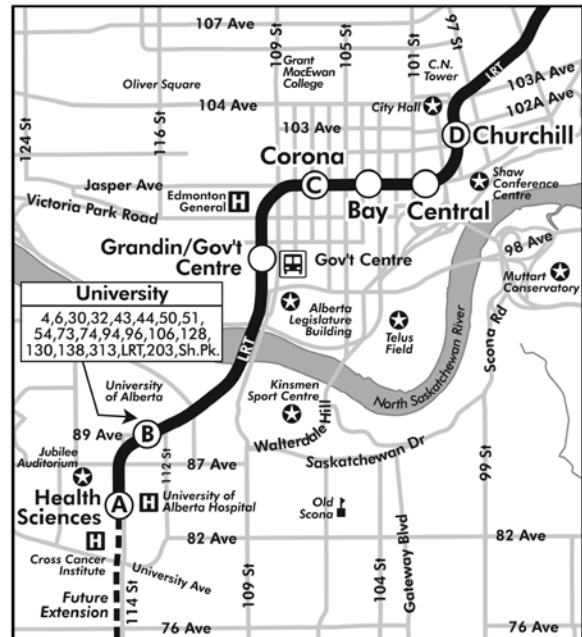 107 Ave
109 St
105 St
101 St
97 St
LRT
C.N.
Tower
Grant
MacEwan
College
Oliver Square
103A Ave
102A Ave
104 Ave
City Hall
124 St
116 St
103 Ave
D Churchill
Corona
C
Jasper Ave
Edmonton
General
H
Shaw
Conference
Centre
Victoria Park Road
Bay
Central
Grandin/Gov't
Centre
Gov't Centre
98 Ave
Muttart
Conservatory
University
4,6,30,32,43,44,50,51,
54,73,74,94,96,106,128,
130,138,313,LRT,203,Sh.Pk.
Alberta
Legislature
Building
Telus
Field
Scona Rd
LRT
North Saskatchewan River
University
of Alberta
Kinsmen
Sport Centre
Walterdale Hill
Saskatchewan Dr
89 Ave
B
Jubilee
Auditorium
112 St
87 Ave
99 St
Health
Sciences
A
H
University of
Alberta Hospital
Old
Scona
H
82 Ave
82 Ave
Cross Cancer
Institute
University Ave
Future
Extension
114 St
109 St
104 St
Gateway Blvd
76 Ave
76 Ave